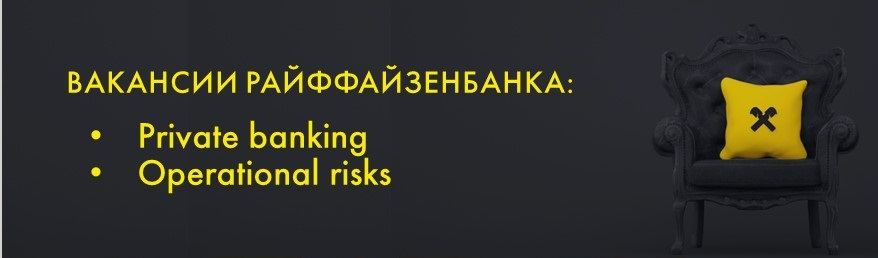 ВАКАНСИИ РАЙФФАЙЗЕНБАНКА:
• Private banking
• Operational risks